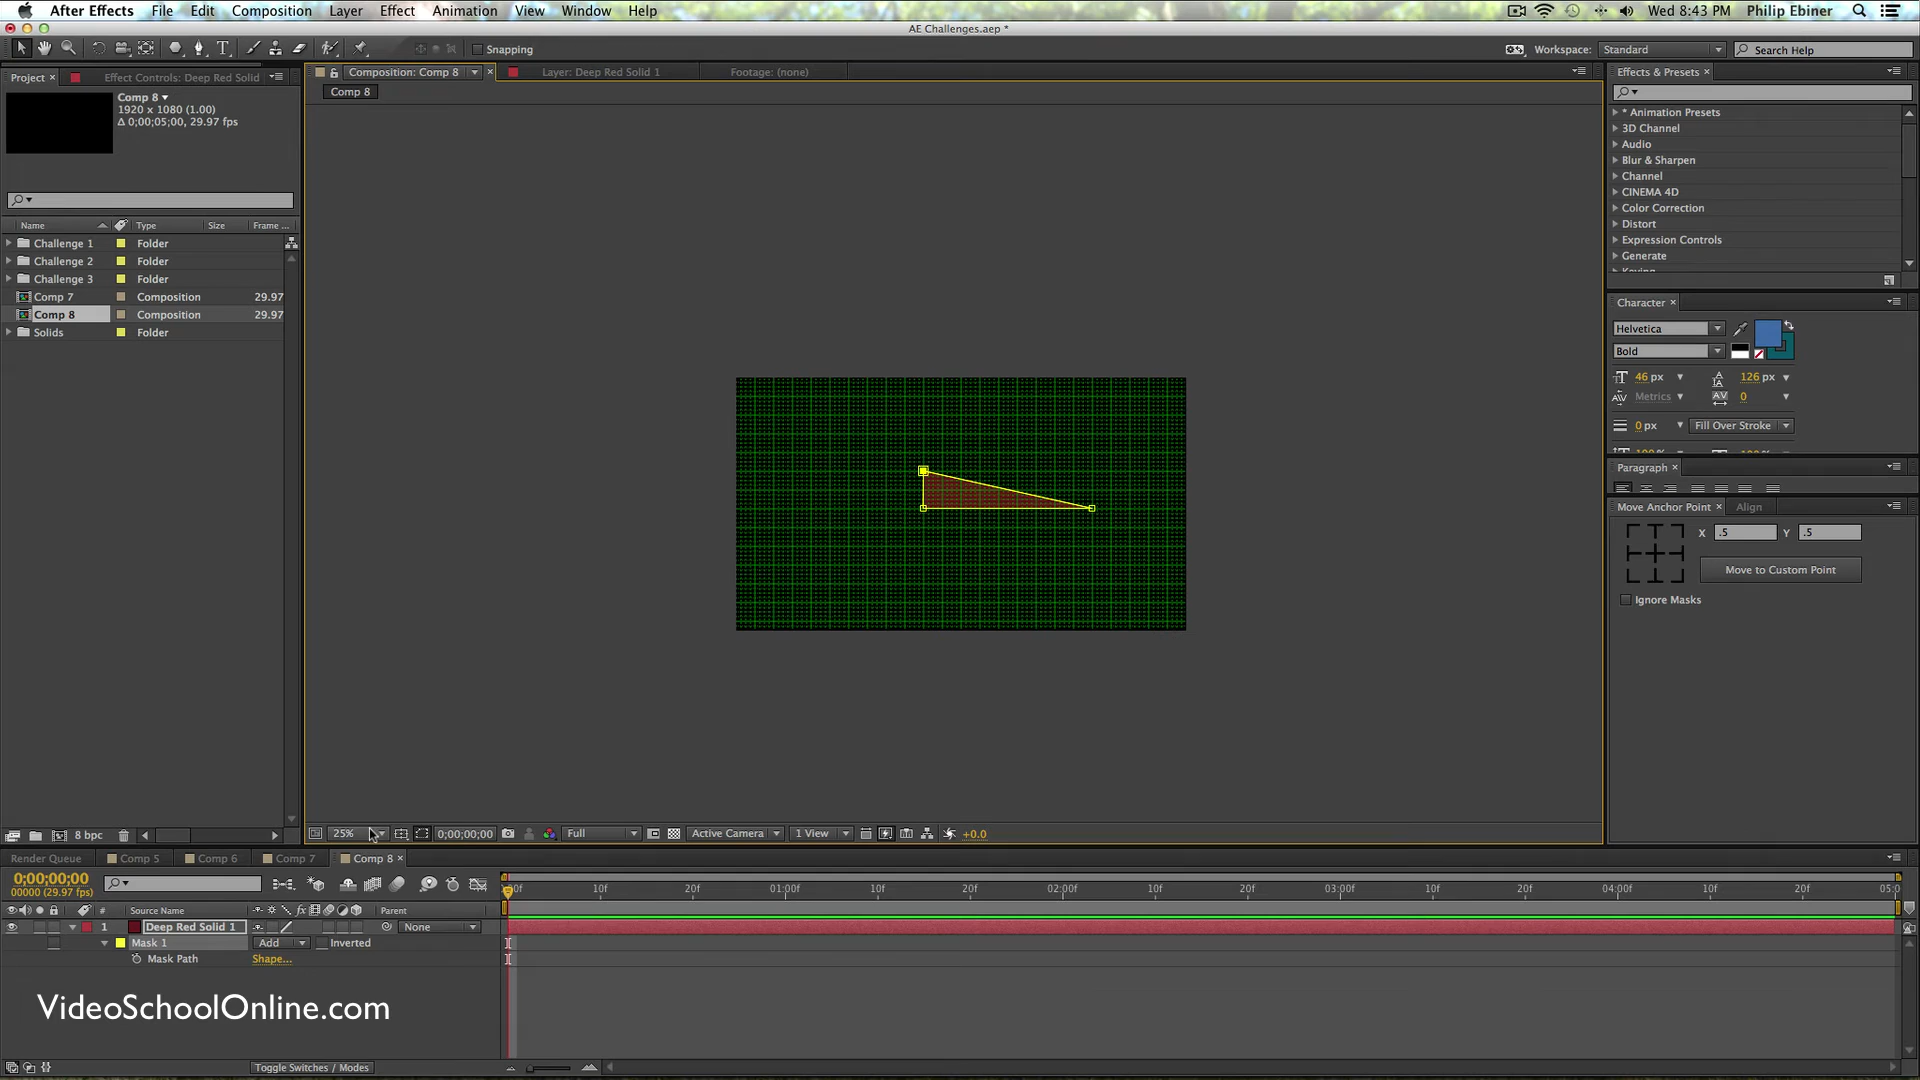 After Effects File Edit Composition Layer Effect Animation View Window Help Wed 8:43 PM Philip Ebiner
AE Challenges.aep *
Snapping Workspace: Standard Search Help
Project × Effect Controls: Deep Red Solid Composition: Comp 8 × Layer: Deep Red Solid 1 Footage: (none) Effects & Presets ×
Comp 8
Comp 8
1920 x 1080 (1.00)
Δ 0;00;05;00, 29.97 fps
Name Type Size Frame ...
Challenge 1 Folder
Challenge 2 Folder
Challenge 3 Folder
Comp 7 Composition 29.97
Comp 8 Composition 29.97
Solids Folder
* Animation Presets
3D Channel
Audio
Blur & Sharpen
Channel
CINEMA 4D
Color Correction
Distort
Expression Controls
Generate
Character ×
Helvetica
Bold
46 px 126 px
Metrics 0
0 px Fill Over Stroke
Paragraph ×
Move Anchor Point × Align
X .5 Y .5
Move to Custom Point
Ignore Masks
8 bpc 25% 0;00;00;00 Full Active Camera 1 View +0.0
Render Queue Comp 5 Comp 6 Comp 7 Comp 8 ×
0;00;00;00
00000 (29.97 fps)
10f 20f 01:00f 10f 20f 02:00f 10f 20f 03:00f 10f 20f 04:00f 10f 20f 05:0
# Source Name Parent
1 Deep Red Solid 1 None
Mask 1 Add Inverted
Mask Path Shape...
VideoSchoolOnline.com
Toggle Switches / Modes